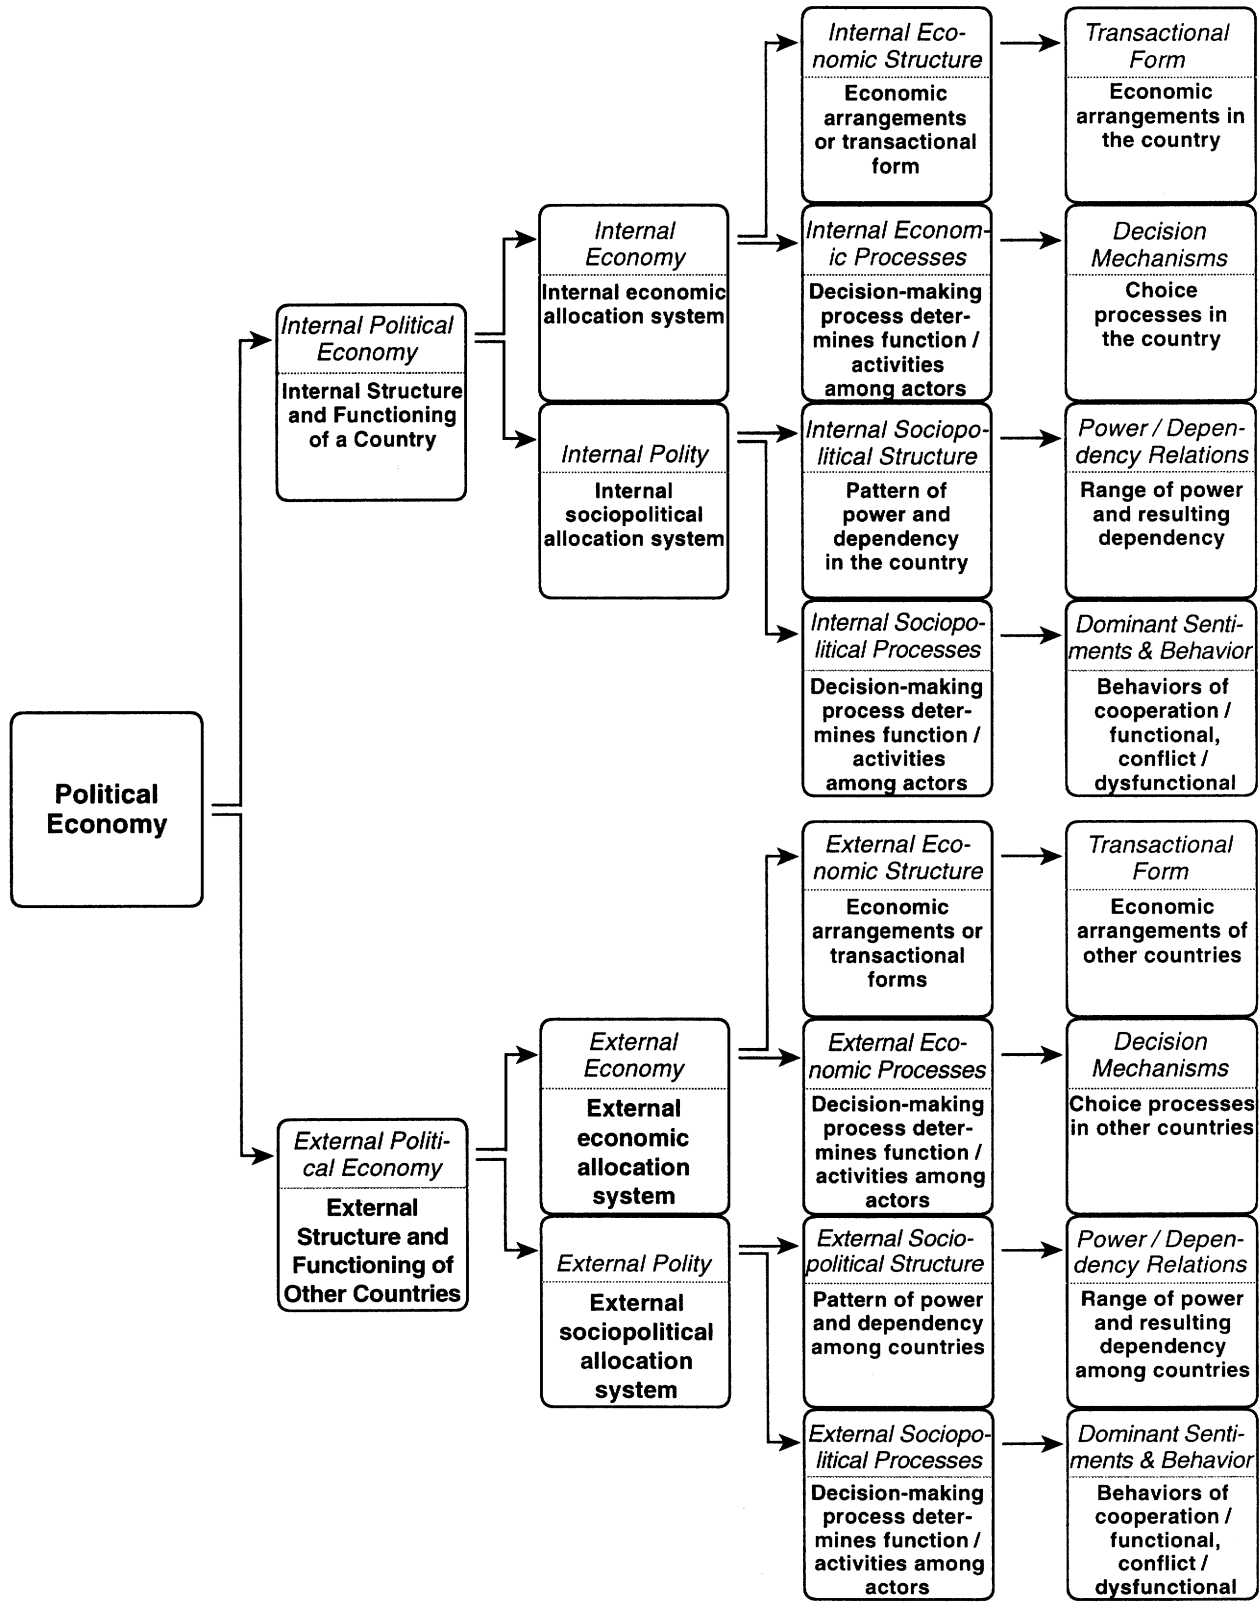 Political
Economy
Internal Political
Economy
Internal Structure
and Functioning
of a Country
External Politi-
cal Economy
External
Structure and
Functioning of
Other Countries
Internal
Economy
Internal economic
allocation system
Internal Polity
Internal
sociopolitical
allocation system
External
Economy
External
economic
allocation
system
External Polity
External
sociopolitical
allocation
system
Internal Eco-
nomic Structure
Economic
arrangements
or transactional
form
Internal Econom-
ic Processes
Decision-making
process deter-
mines function /
activities
among actors
Internal Sociopo-
litical Structure
Pattern of
power and
dependency
in the country
Internal Sociopo-
litical Processes
Decision-making
process deter-
mines function /
activities
among actors
External Eco-
nomic Structure
Economic
arrangements or
transactional
forms
External Eco-
nomic Processes
Decision-making
process deter-
mines function /
activities among
actors
External Socio-
political Structure
Pattern of power
and dependency
among countries
External Sociopo-
litical Processes
Decision-making
process deter-
mines function /
activities among
actors
Transactional
Form
Economic
arrangements in
the country
Decision
Mechanisms
Choice
processes in
the country
Power / Depen-
dency Relations
Range of power
and resulting
dependency
Dominant Senti-
ments & Behavior
Behaviors of
cooperation /
functional,
conflict /
dysfunctional
Transactional
Form
Economic
arrangements of
other countries
Decision
Mechanisms
Choice processes
in other countries
Power / Depen-
dency Relations
Range of power
and resulting
dependency
among countries
Dominant Senti-
ments & Behavior
Behaviors of
cooperation /
functional,
conflict /
dysfunctional